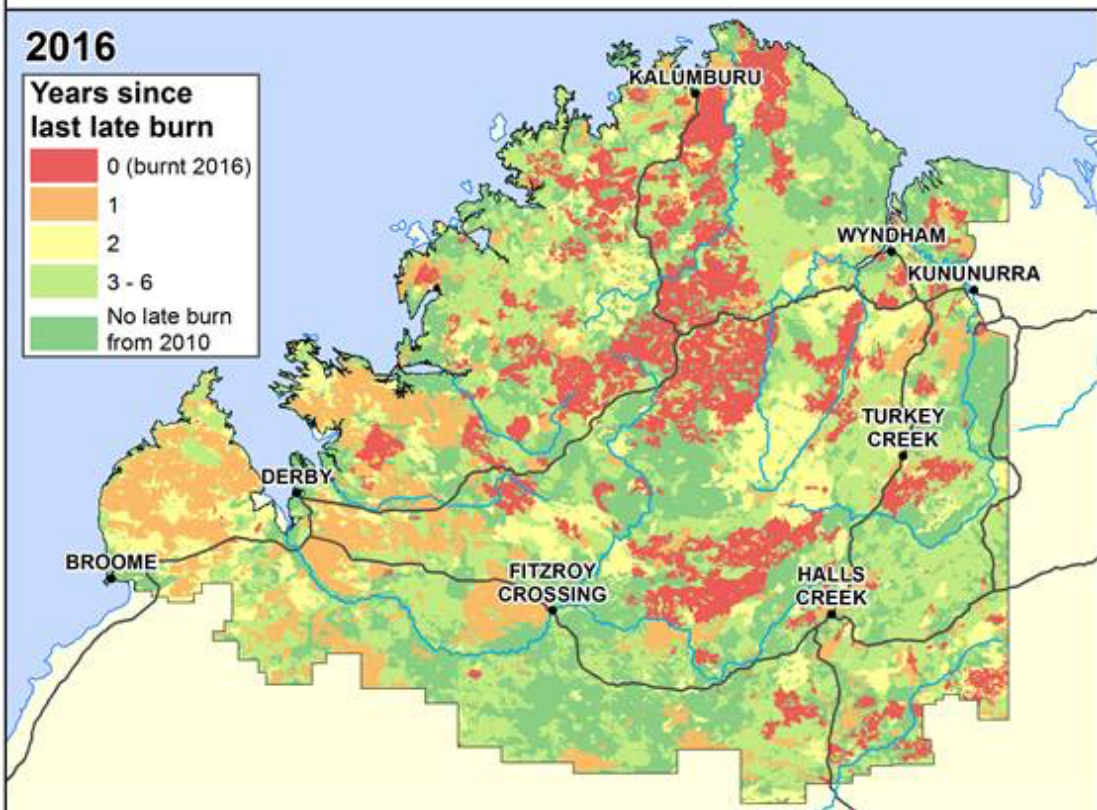 2016
Years since
last late burn
0 (burnt 2016)
1
2
3 - 6
No late burn
from 2010
KALUMBURU
WYNDHAM
KUNUNURRA
TURKEY
CREEK
DERBY
BROOME
FITZROY
CROSSING
HALLS
CREEK